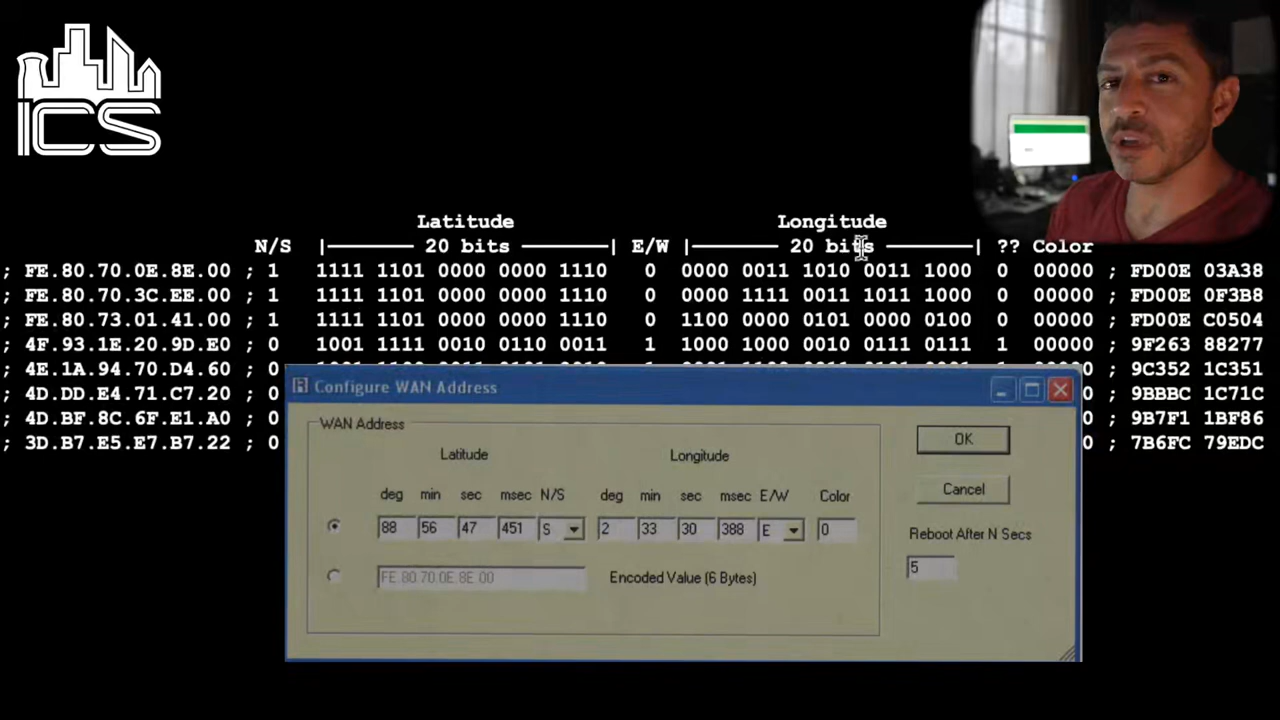 ICS
Latitude Longitude
N/S |—— 20 bits ——| E/W |—— 20 bits ——| ?? Color
; FE.80.70.0E.8E.00 ; 1 1111 1101 0000 0000 1110 0 0000 0011 1010 0011 1000 0 00000 ; FD00E 03A38
; FE.80.70.3C.EE.00 ; 1 1111 1101 0000 0000 1110 0 0000 1111 0011 1011 1000 0 00000 ; FD00E 0F3B8
; FE.80.73.01.41.00 ; 1 1111 1101 0000 0000 1110 0 1100 0000 0101 0000 0100 0 00000 ; FD00E C0504
; 4F.93.1E.20.9D.E0 ; 0 1001 1111 0010 0110 0011 1 1000 1000 0010 0111 0111 1 00000 ; 9F263 88277
; 4E.1A.94.70.D4.60 ; 0 0 00000 ; 9C352 1C351
; 4D.DD.E4.71.C7.20 ; 0 0 00000 ; 9BBBC 1C71C
; 4D.BF.8C.6F.E1.A0 ; 0 0 00000 ; 9B7F1 1BF86
; 3D.B7.E5.E7.B7.22 ; 0 0 00000 ; 7B6FC 79EDC
Configure WAN Address
WAN Address
Latitude Longitude
deg min sec msec N/S deg min sec msec E/W Color
88 56 47 451 S 2 33 30 388 E 0
FE.80.70.0E.8E.00 Encoded Value (6 Bytes)
OK
Cancel
Reboot After N Secs
5